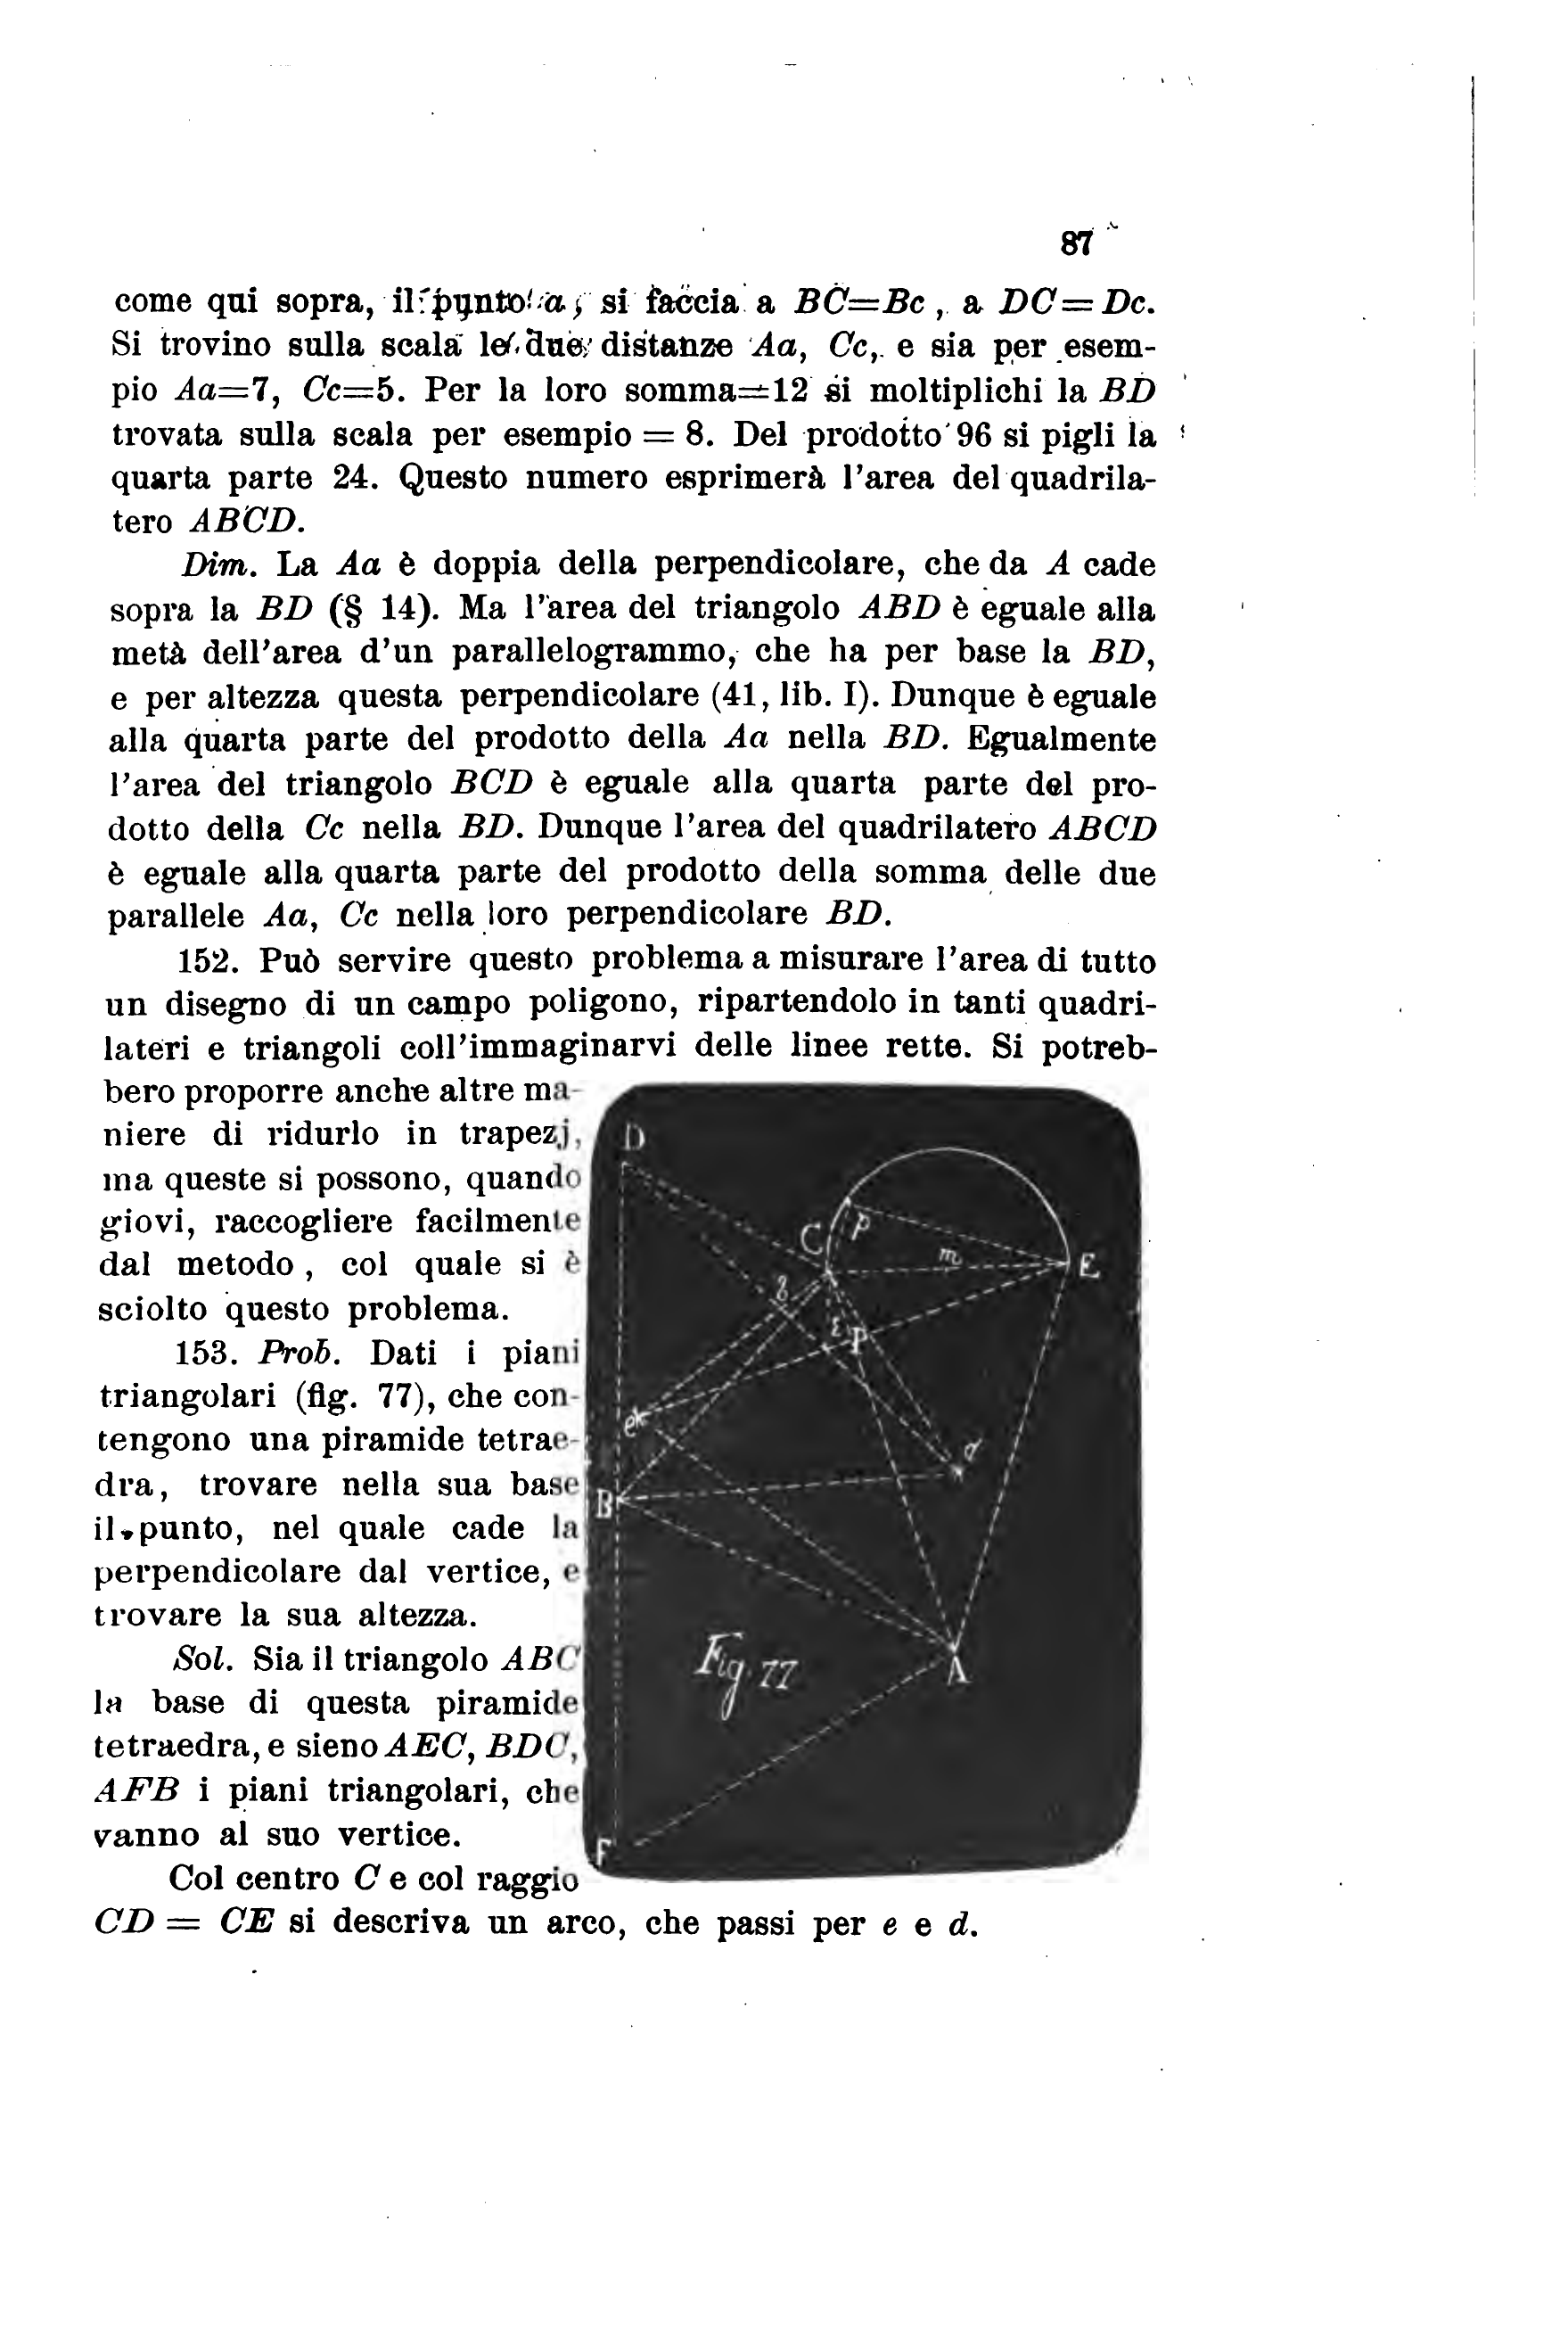 87
come qui sopra, il punto a, si faccia a BC=Bc, a DC=Dc.
Si trovino sulla scala le due distanze Aa, Cc, e sia per esem-
pio Aa=7, Cc=5. Per la loro somma=12 si moltiplichi la BD
trovata sulla scala per esempio = 8. Del prodotto 96 si pigli la
quarta parte 24. Questo numero esprimerà l'area del quadrila-
tero ABCD.
Dim. La Aa è doppia della perpendicolare, che da A cade
sopra la BD (§ 14). Ma l'area del triangolo ABD è eguale alla
metà dell'area d'un parallelogrammo, che ha per base la BD,
e per altezza questa perpendicolare (41, lib. I). Dunque è eguale
alla quarta parte del prodotto della Aa nella BD. Egualmente
l'area del triangolo BCD è eguale alla quarta parte del pro-
dotto della Cc nella BD. Dunque l'area del quadrilatero ABCD
è eguale alla quarta parte del prodotto della somma delle due
parallele Aa, Cc nella loro perpendicolare BD.
152. Può servire questo problema a misurare l'area di tutto
un disegno di un campo poligono, ripartendolo in tanti quadri-
lateri e triangoli coll'immaginarvi delle linee rette. Si potreb-
bero proporre anche altre ma-
niere di ridurlo in trapezj,
ma queste si possono, quando
giovi, raccogliere facilmente
dal metodo, col quale si è
sciolto questo problema.
153. Prob. Dati i piani
triangolari (fig. 77), che con-
tengono una piramide tetrae-
dra, trovare nella sua base
il punto, nel quale cade la
perpendicolare dal vertice, e
trovare la sua altezza.
Sol. Sia il triangolo ABC
la base di questa piramide
tetraedra, e sieno AEC, BDC,
AFB i piani triangolari, che
vanno al suo vertice.
Col centro C e col raggio
CD = CE si descriva un arco, che passi per e e d.
D
C
p
m
E
P
e
d
B
A
Fig. 77
F